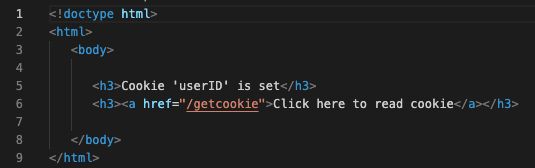 1 <!doctype html>
2 <html>
3 <body>
4
5 <h3>Cookie 'userID' is set</h3>
6 <h3><a href="/getcookie">Click here to read cookie</a></h3>
7
8 </body>
9 </html>